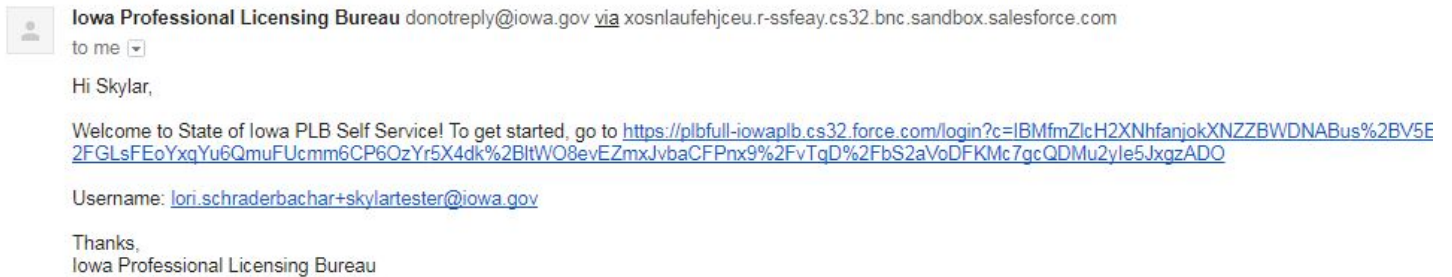 Iowa Professional Licensing Bureau donotreply@iowa.gov via xosnlaufehjceu.r-ssfeay.cs32.bnc.sandbox.salesforce.com
to me
Hi Skylar,
Welcome to State of Iowa PLB Self Service! To get started, go to https://plbfull-iowaplb.cs32.force.com/login?c=IBMfmZlcH2XNhfanjokXNZZBWDNABus%2BV5E
2FGLsFEoYxqYu6QmuFUcmm6CP6OzYr5X4dk%2BltWO8evEZmxJvbaCFPnx9%2FvTqD%2FbS2aVoDFKMc7gcQDMu2yle5JxgzADO
Username: lori.schraderbachar+skylartester@iowa.gov
Thanks,
Iowa Professional Licensing Bureau